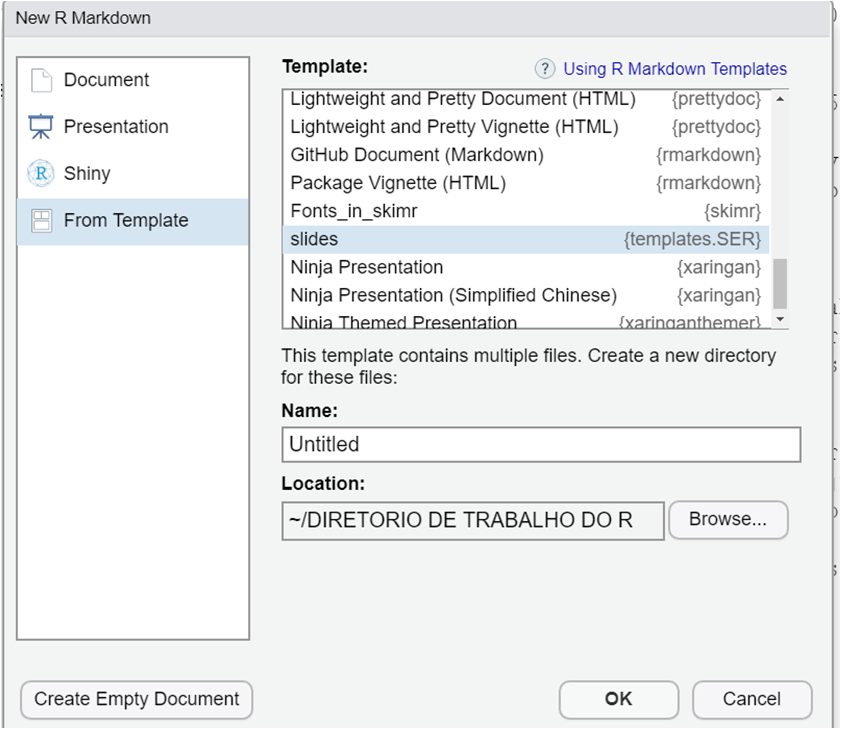 New R Markdown
Document
Presentation
Shiny
From Template
Template:
Using R Markdown Templates
Lightweight and Pretty Document (HTML) {prettydoc}
Lightweight and Pretty Vignette (HTML) {prettydoc}
GitHub Document (Markdown) {rmarkdown}
Package Vignette (HTML) {rmarkdown}
Fonts_in_skimr {skimr}
slides {templates.SER}
Ninja Presentation {xaringan}
Ninja Presentation (Simplified Chinese) {xaringan}
Ninja Themed Presentation {xaringanthemer}
This template contains multiple files. Create a new directory
for these files:
Name:
Untitled
Location:
~/DIRETORIO DE TRABALHO DO R
Browse...
Create Empty Document
OK
Cancel